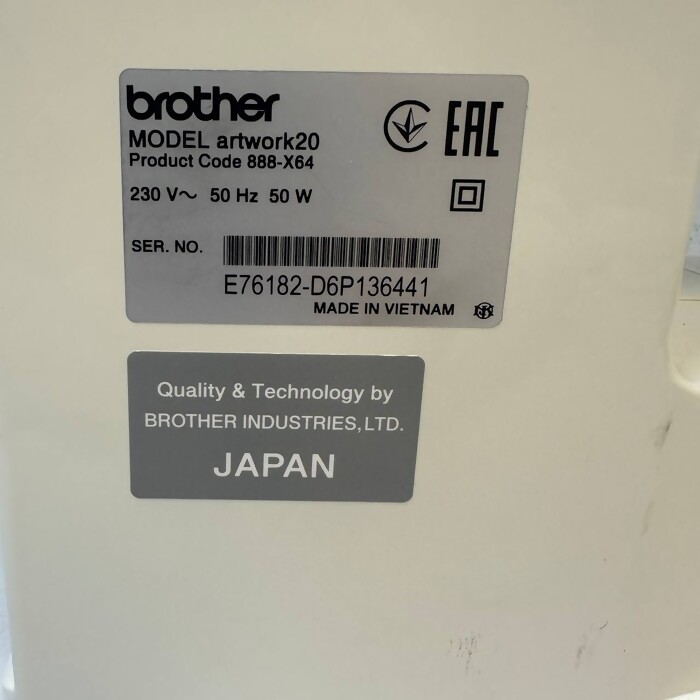 brother
MODEL artwork20
Product Code 888-X64
230 V~ 50 Hz 50 W
EAC
SER. NO.
E76182-D6P136441
MADE IN VIETNAM
Quality & Technology by
BROTHER INDUSTRIES,LTD.
JAPAN